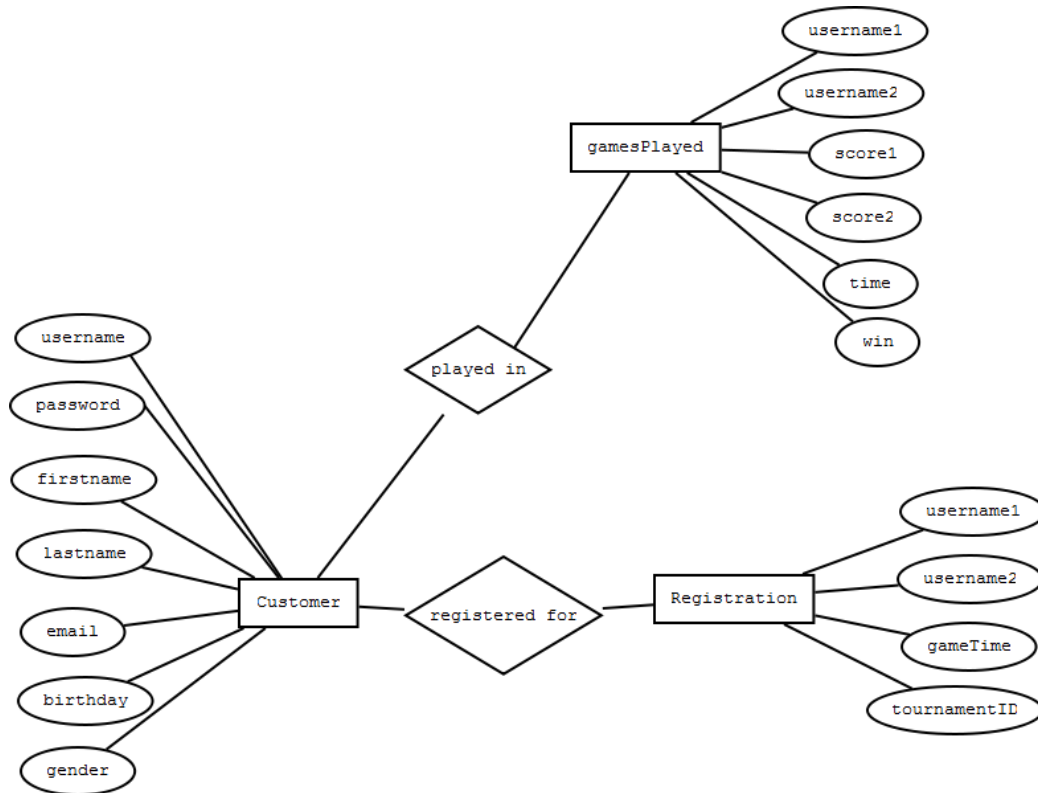 username1
username2
gamesPlayed
score1
score2
time
win
played in
username
password
firstname
lastname
email
birthday
gender
Customer
registered for
Registration
username1
username2
gameTime
tournamentID